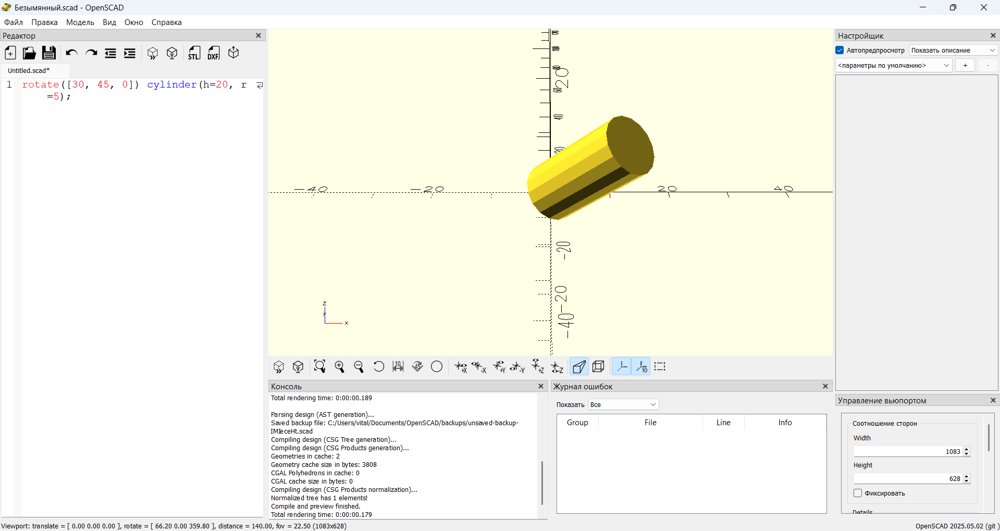 Безымянный.scad - OpenSCAD
Файл Правка Модель Вид Окно Справка
Редактор
STL DXF
Untitled.scad*
1 rotate([30, 45, 0]) cylinder(h=20, r
=5);
20
40
20
-40 -20 20 40
-20
-20
-40
z
x
10 45 +X -X +Y -Y +Z -Z 10
Консоль
Total rendering time: 0:00:00.189
Parsing design (AST generation)...
Saved backup file: C:/Users/vital/Documents/OpenSCAD/backups/unsaved-backup-
IMIeceHt.scad
Compiling design (CSG Tree generation)...
Compiling design (CSG Products generation)...
Geometries in cache: 2
Geometry cache size in bytes: 3808
CGAL Polyhedrons in cache: 0
CGAL cache size in bytes: 0
Compiling design (CSG Products normalization)...
Normalized tree has 1 elements!
Compile and preview finished.
Total rendering time: 0:00:00.179
Журнал ошибок
Показать Все
Group File Line Info
Настройщик
Автопредпросмотр Показать описание
<параметры по умолчанию> + -
Управление вьюпортом
Соотношение сторон
Width
1083
Height
628
Фиксировать
Details
Viewport: translate = [ 0.00 0.00 0.00 ], rotate = [ 66.20 0.00 359.80 ], distance = 140.00, fov = 22.50 (1083x628)
OpenSCAD 2025.05.02 (git )